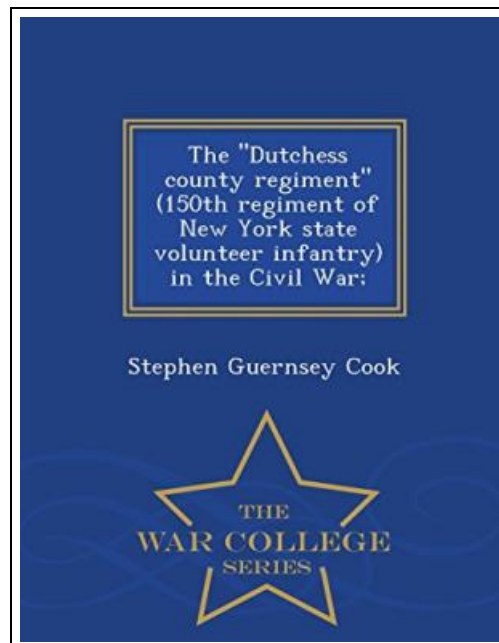 The "Dutchess
county regiment"
(150th regiment of
New York state
volunteer infantry)
in the Civil War;
Stephen Guernsey Cook
THE
WAR COLLEGE
SERIES